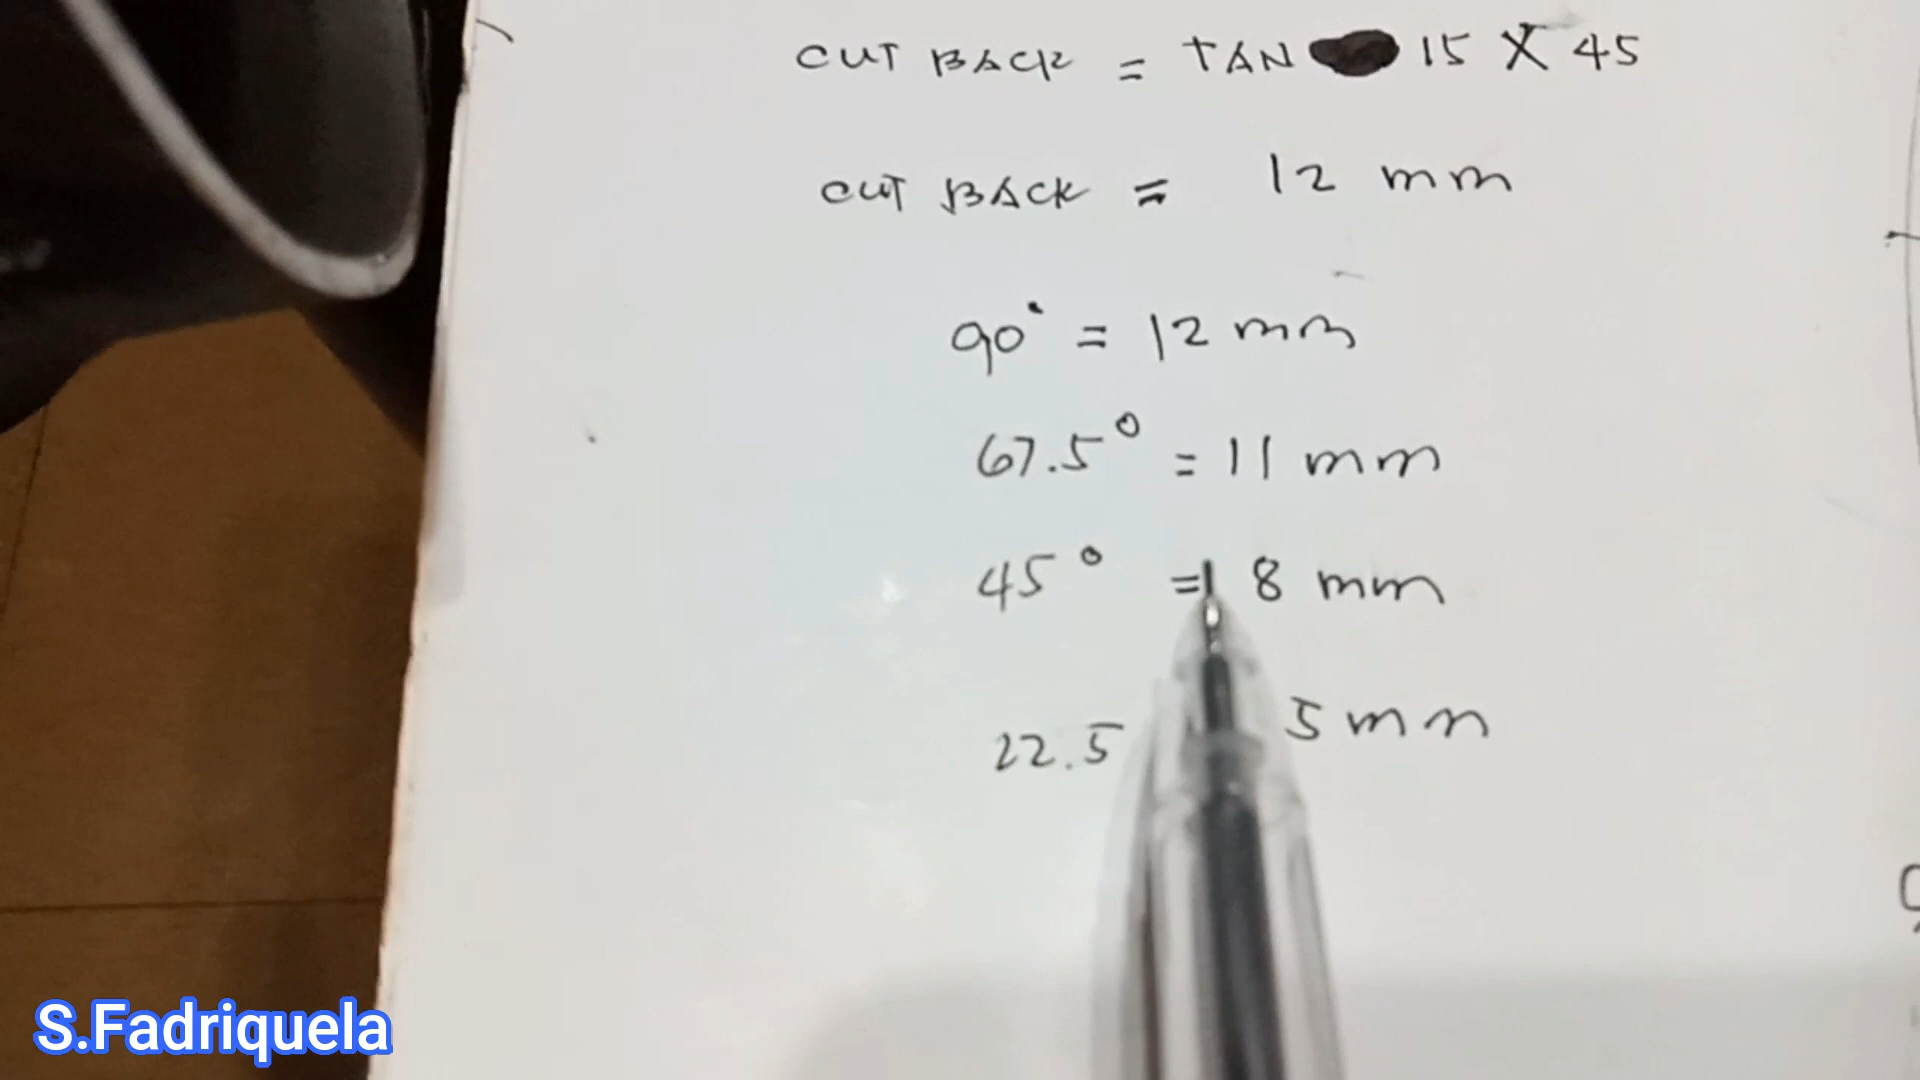 CUT BACK = TAN 15 X 45
CUT BACK = 12 mm
90° = 12 mm
67.5° = 11 mm
45° = 8 mm
22.5 5 mm
S.Fadriquela